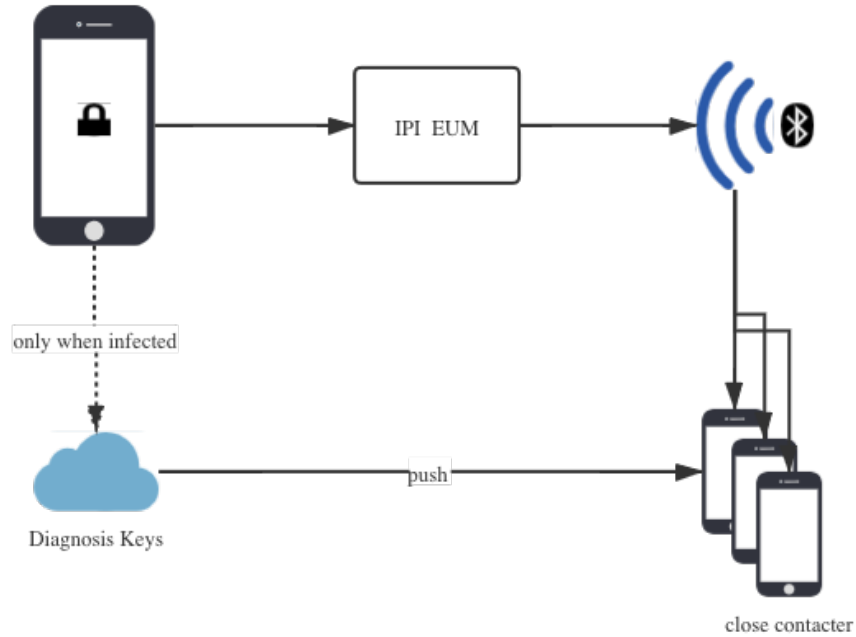 IPI EUM
only when infected
push
Diagnosis Keys
close contacter